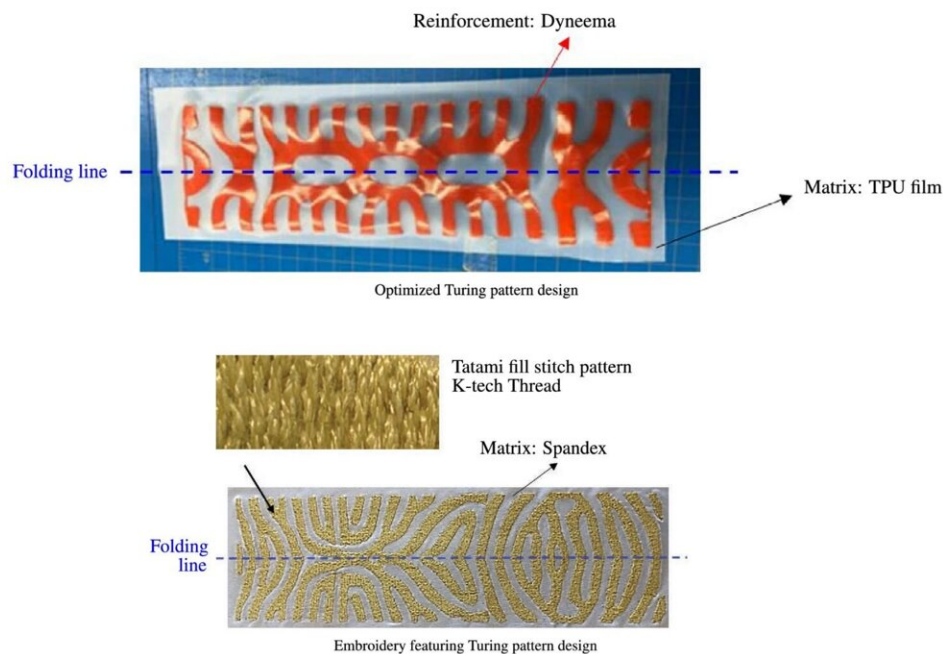 Reinforcement: Dyneema
Folding line
Matrix: TPU film
Optimized Turing pattern design
Tatami fill stitch pattern
K-tech Thread
Matrix: Spandex
Folding
line
Embroidery featuring Turing pattern design